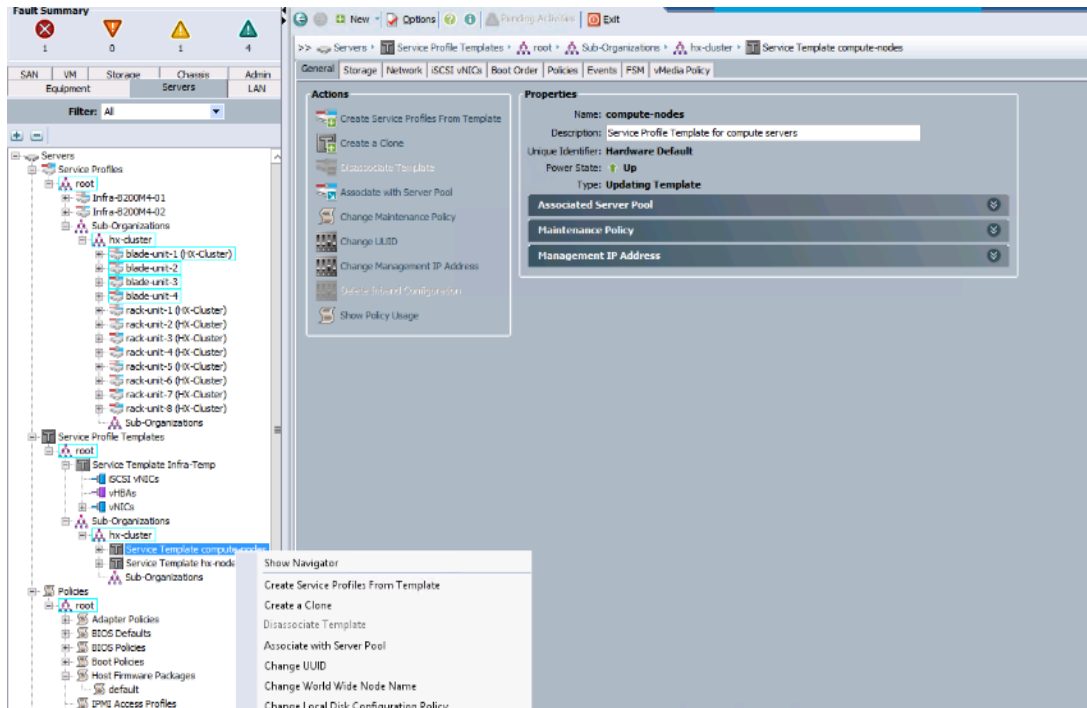 Fault Summary
1 0 1 4
SAN VM Storage Chassis Admin
Equipment Servers LAN
Filter: All
Servers
Service Profiles
root
Infra-B200M4-01
Infra-B200M4-02
Sub-Organizations
hx-cluster
blade-unit-1 (HX-Cluster)
blade-unit-2
blade-unit-3
blade-unit-4
rack-unit-1 (HX-Cluster)
rack-unit-2 (HX-Cluster)
rack-unit-3 (HX-Cluster)
rack-unit-4 (HX-Cluster)
rack-unit-5 (HX-Cluster)
rack-unit-6 (HX-Cluster)
rack-unit-7 (HX-Cluster)
rack-unit-8 (HX-Cluster)
Sub-Organizations
Service Profile Templates
root
Service Template Infra-Temp
iSCSI vNICs
vHBAs
vNICs
Sub-Organizations
hx-cluster
Service Template compute-nodes
Service Template hx-node
Sub-Organizations
Policies
root
Adapter Policies
BIOS Defaults
BIOS Policies
Boot Policies
Host Firmware Packages
default
IPMI Access Profiles
New Options Pending Activities Exit
>> Servers Service Profile Templates root Sub-Organizations hx-cluster Service Template compute-nodes
General Storage Network iSCSI vNICs Boot Order Policies Events FSM vMedia Policy
Actions
Create Service Profiles From Template
Create a Clone
Disassociate Template
Associate with Server Pool
Change Maintenance Policy
Change UUID
Change Management IP Address
Delete Inband Configuration
Show Policy Usage
Properties
Name: compute-nodes
Description: Service Profile Template for compute servers
Unique Identifier: Hardware Default
Power State: Up
Type: Updating Template
Associated Server Pool
Maintenance Policy
Management IP Address
Show Navigator
Create Service Profiles From Template
Create a Clone
Disassociate Template
Associate with Server Pool
Change UUID
Change World Wide Node Name
Change Local Disk Configuration Policy